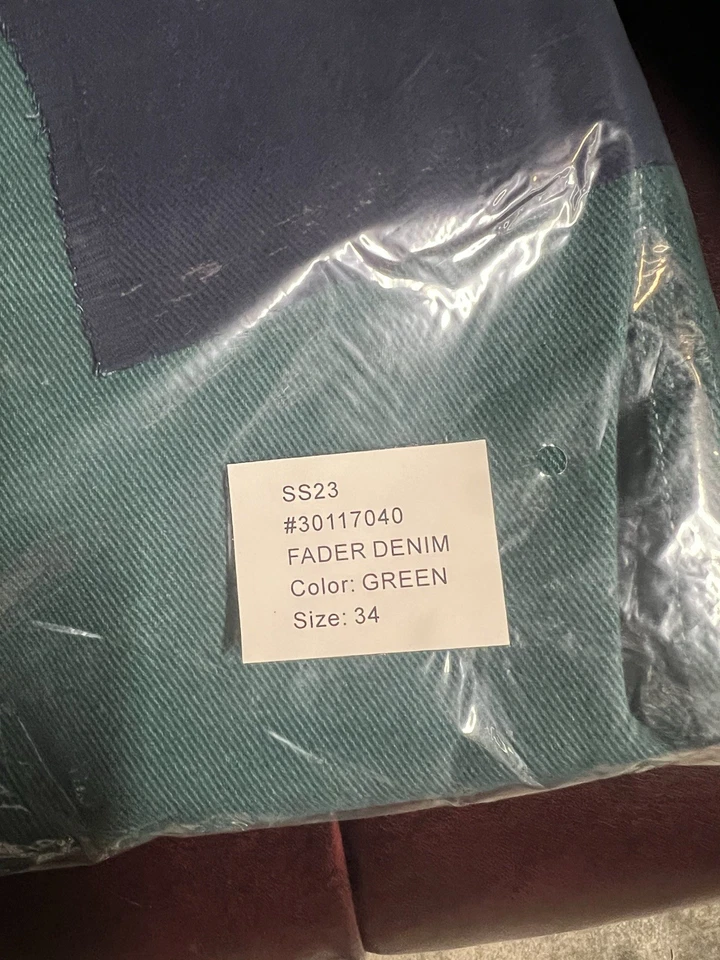 SS23
#30117040
FADER DENIM
Color: GREEN
Size: 34